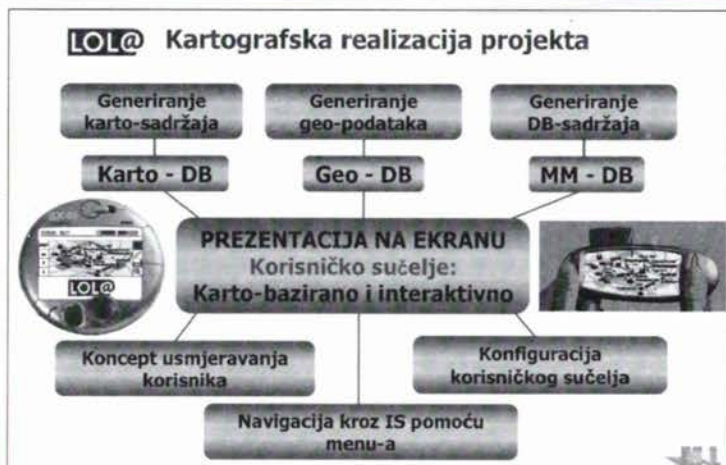 LOL@ Kartografska realizacija projekta
Generiranje
karto-sadržaja
Generiranje
geo-podataka
Generiranje
DB-sadržaja
Karto - DB
Geo - DB
MM - DB
PREZENTACIJA NA EKRANU
Korisničko sučelje:
Karto-bazirano i interaktivno
LOL@
Koncept usmjeravanja
korisnika
Konfiguracija
korisničkog sučelja
Navigacija kroz IS pomoću
menu-a